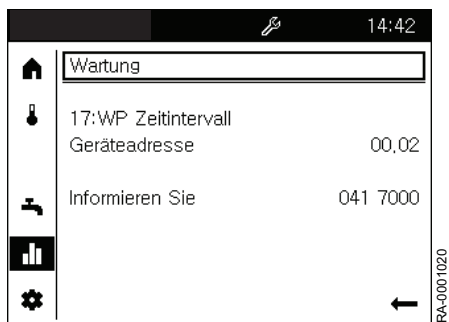 14:42
Wartung
17:WP Zeitintervall
Geräteadresse 00,02
Informieren Sie 041 7000
RA-0001020